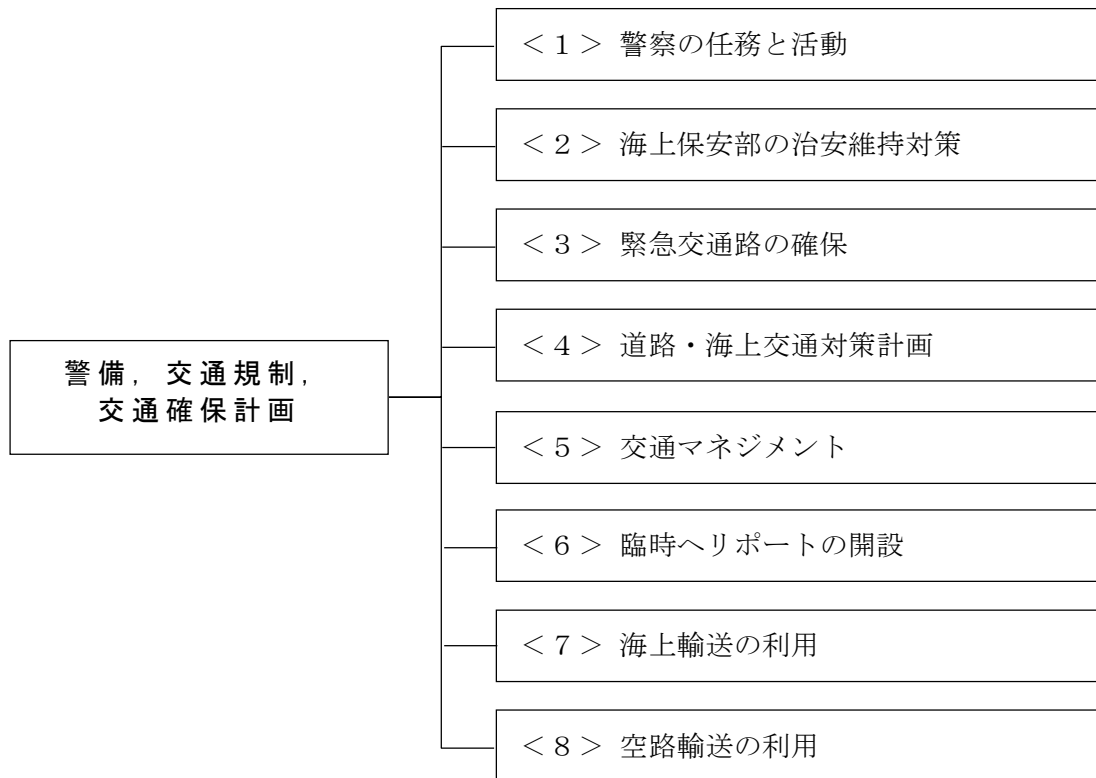 <1> 警察の任務と活動
<2> 海上保安部の治安維持対策
<3> 緊急交通路の確保
<4> 道路・海上交通対策計画
警備,交通規制,
交通確保計画
<5> 交通マネジメント
<6> 臨時ヘリポートの開設
<7> 海上輸送の利用
<8> 空路輸送の利用